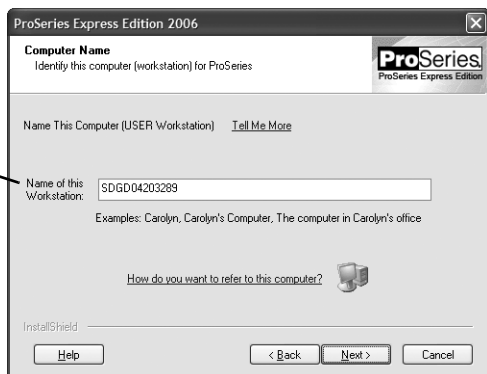 ProSeries Express Edition 2006
Computer Name
Identify this computer (workstation) for ProSeries
ProSeries
ProSeries Express Edition
Name This Computer (USER Workstation) Tell Me More
Name of this
Workstation:
SDGD04203289
Examples: Carolyn, Carolyn's Computer, The computer in Carolyn's office
How do you want to refer to this computer?
InstallShield
Help < Back Next > Cancel